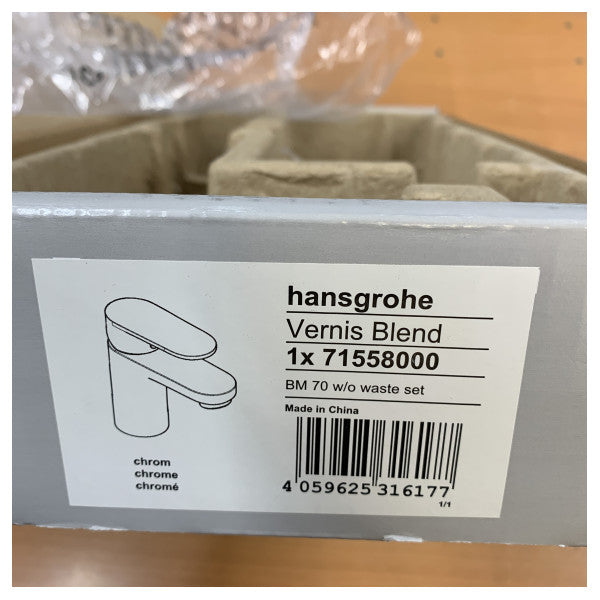 hansgrohe
Vernis Blend
1x 71558000
BM 70 w/o waste set
Made in China
chrom
chrome
chromé
4 059625 316177
1/1